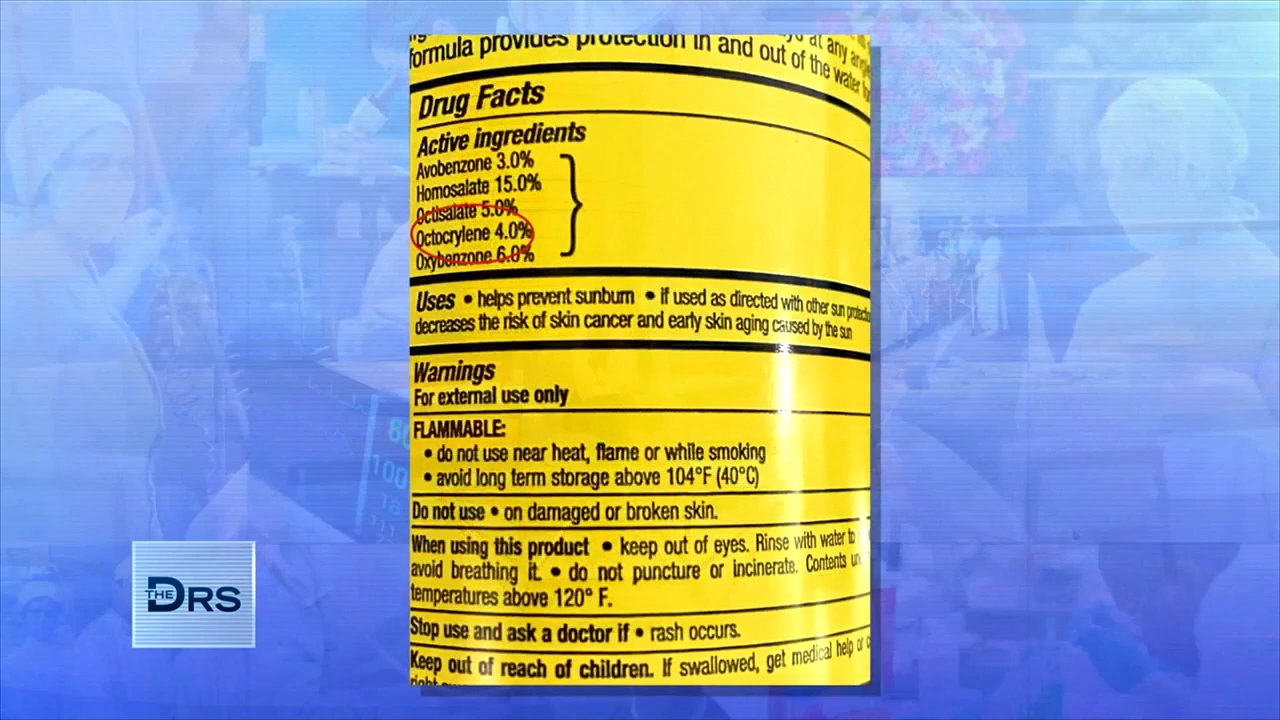 formula provides protection in and out of the water
Drug Facts
Active ingredients
Avobenzone 3.0%
Homosalate 15.0%
Octisalate 5.0%
Octocrylene 4.0%
Oxybenzone 6.0%
Uses • helps prevent sunburn • if used as directed with other sun
decreases the risk of skin cancer and early skin aging caused by the sun
Warnings
For external use only
FLAMMABLE:
• do not use near heat, flame or while smoking
• avoid long term storage above 104°F (40°C)
Do not use • on damaged or broken skin.
When using this product • keep out of eyes. Rinse with water to
avoid breathing it. • do not puncture or incinerate. Contents
temperatures above 120° F.
Stop use and ask a doctor if • rash occurs.
Keep out of reach of children. If swallowed, get medical help or
THE DRS
60
100
18